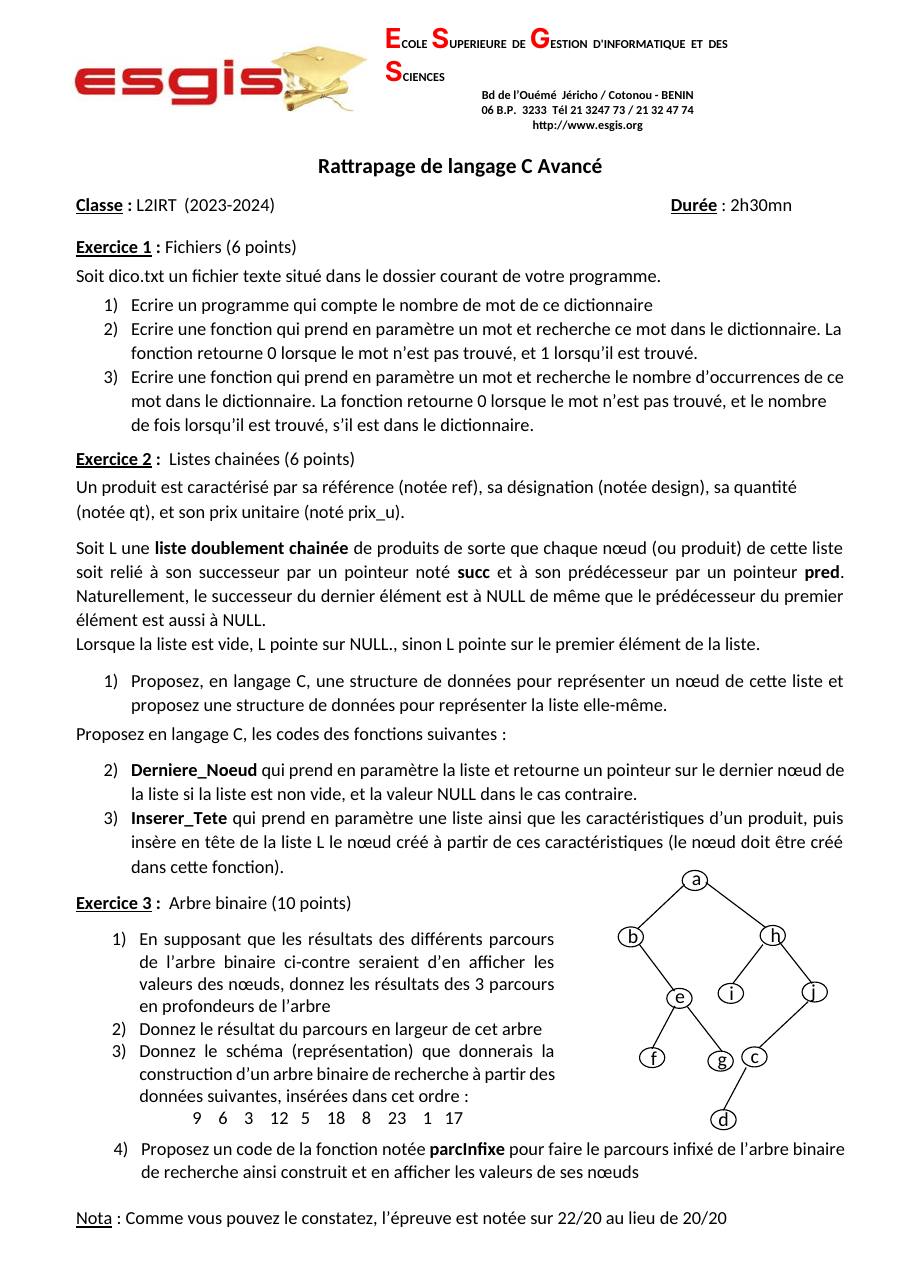 esgis
ECOLE SUPERIEURE DE GESTION D'INFORMATIQUE ET DES
SCIENCES
Bd de l'Ouémé Jéricho / Cotonou - BENIN
06 B.P. 3233 Tél 21 3247 73 / 21 32 47 74
http://www.esgis.org
Rattrapage de langage C Avancé
Classe : L2IRT (2023-2024) Durée : 2h30mn
Exercice 1 : Fichiers (6 points)
Soit dico.txt un fichier texte situé dans le dossier courant de votre programme.
1) Ecrire un programme qui compte le nombre de mot de ce dictionnaire
2) Ecrire une fonction qui prend en paramètre un mot et recherche ce mot dans le dictionnaire. La
fonction retourne 0 lorsque le mot n'est pas trouvé, et 1 lorsqu'il est trouvé.
3) Ecrire une fonction qui prend en paramètre un mot et recherche le nombre d'occurrences de ce
mot dans le dictionnaire. La fonction retourne 0 lorsque le mot n'est pas trouvé, et le nombre
de fois lorsqu'il est trouvé, s'il est dans le dictionnaire.
Exercice 2 : Listes chainées (6 points)
Un produit est caractérisé par sa référence (notée ref), sa désignation (notée design), sa quantité
(notée qt), et son prix unitaire (noté prix_u).
Soit L une liste doublement chainée de produits de sorte que chaque nœud (ou produit) de cette liste
soit relié à son successeur par un pointeur noté succ et à son prédécesseur par un pointeur pred.
Naturellement, le successeur du dernier élément est à NULL de même que le prédécesseur du premier
élément est aussi à NULL.
Lorsque la liste est vide, L pointe sur NULL., sinon L pointe sur le premier élément de la liste.
1) Proposez, en langage C, une structure de données pour représenter un nœud de cette liste et
proposez une structure de données pour représenter la liste elle-même.
Proposez en langage C, les codes des fonctions suivantes :
2) Derniere_Noeud qui prend en paramètre la liste et retourne un pointeur sur le dernier nœud de
la liste si la liste est non vide, et la valeur NULL dans le cas contraire.
3) Inserer_Tete qui prend en paramètre une liste ainsi que les caractéristiques d'un produit, puis
insère en tête de la liste L le nœud créé à partir de ces caractéristiques (le nœud doit être créé
dans cette fonction).
Exercice 3 : Arbre binaire (10 points)
1) En supposant que les résultats des différents parcours
de l'arbre binaire ci-contre seraient d'en afficher les
valeurs des nœuds, donnez les résultats des 3 parcours
en profondeurs de l'arbre
2) Donnez le résultat du parcours en largeur de cet arbre
3) Donnez le schéma (représentation) que donnerais la
construction d'un arbre binaire de recherche à partir des
données suivantes, insérées dans cet ordre :
9 6 3 12 5 18 8 23 1 17
a
b h
e i j
f g c
d
4) Proposez un code de la fonction notée parcInfixe pour faire le parcours infixé de l'arbre binaire
de recherche ainsi construit et en afficher les valeurs de ses nœuds
Nota : Comme vous pouvez le constatez, l'épreuve est notée sur 22/20 au lieu de 20/20